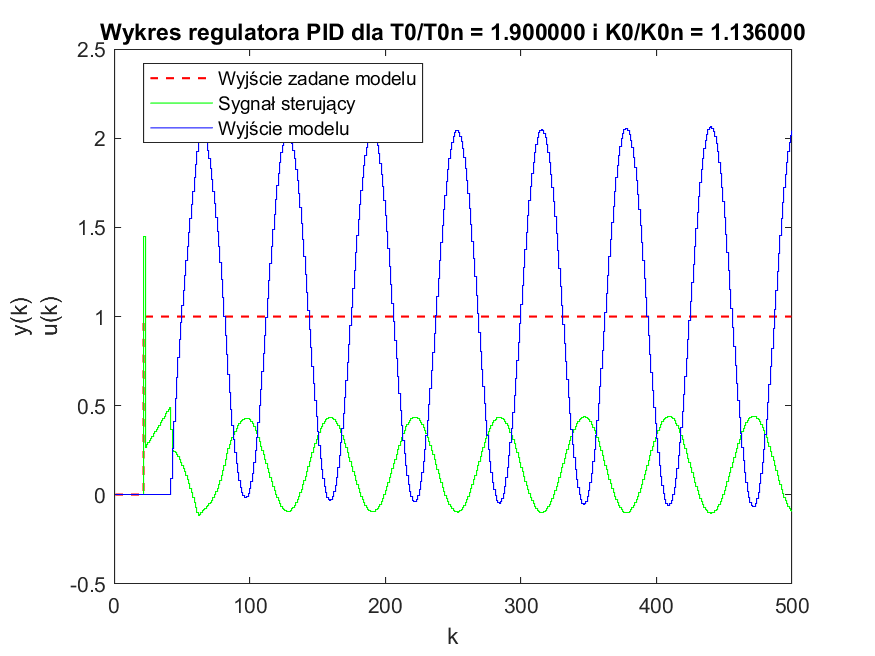 Wykres regulatora PID dla T0/T0n = 1.900000 i K0/K0n = 1.136000
2.5
Wyjście zadane modelu
Sygnał sterujący
Wyjście modelu
2
1.5
1
0.5
0
-0.5
y(k)
u(k)
0 100 200 300 400 500
k